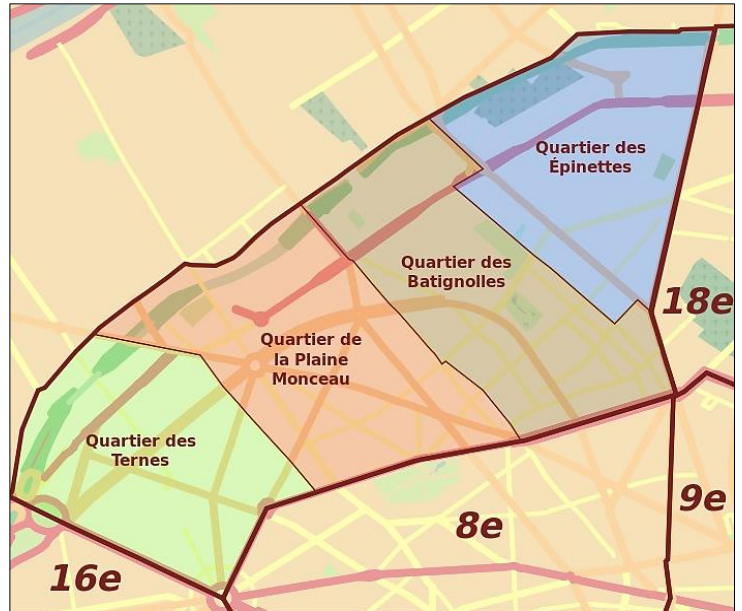 Quartier des
Épinettes
Quartier des
Batignolles
18e
Quartier de
la Plaine
Monceau
Quartier des
Ternes
9e
8e
16e